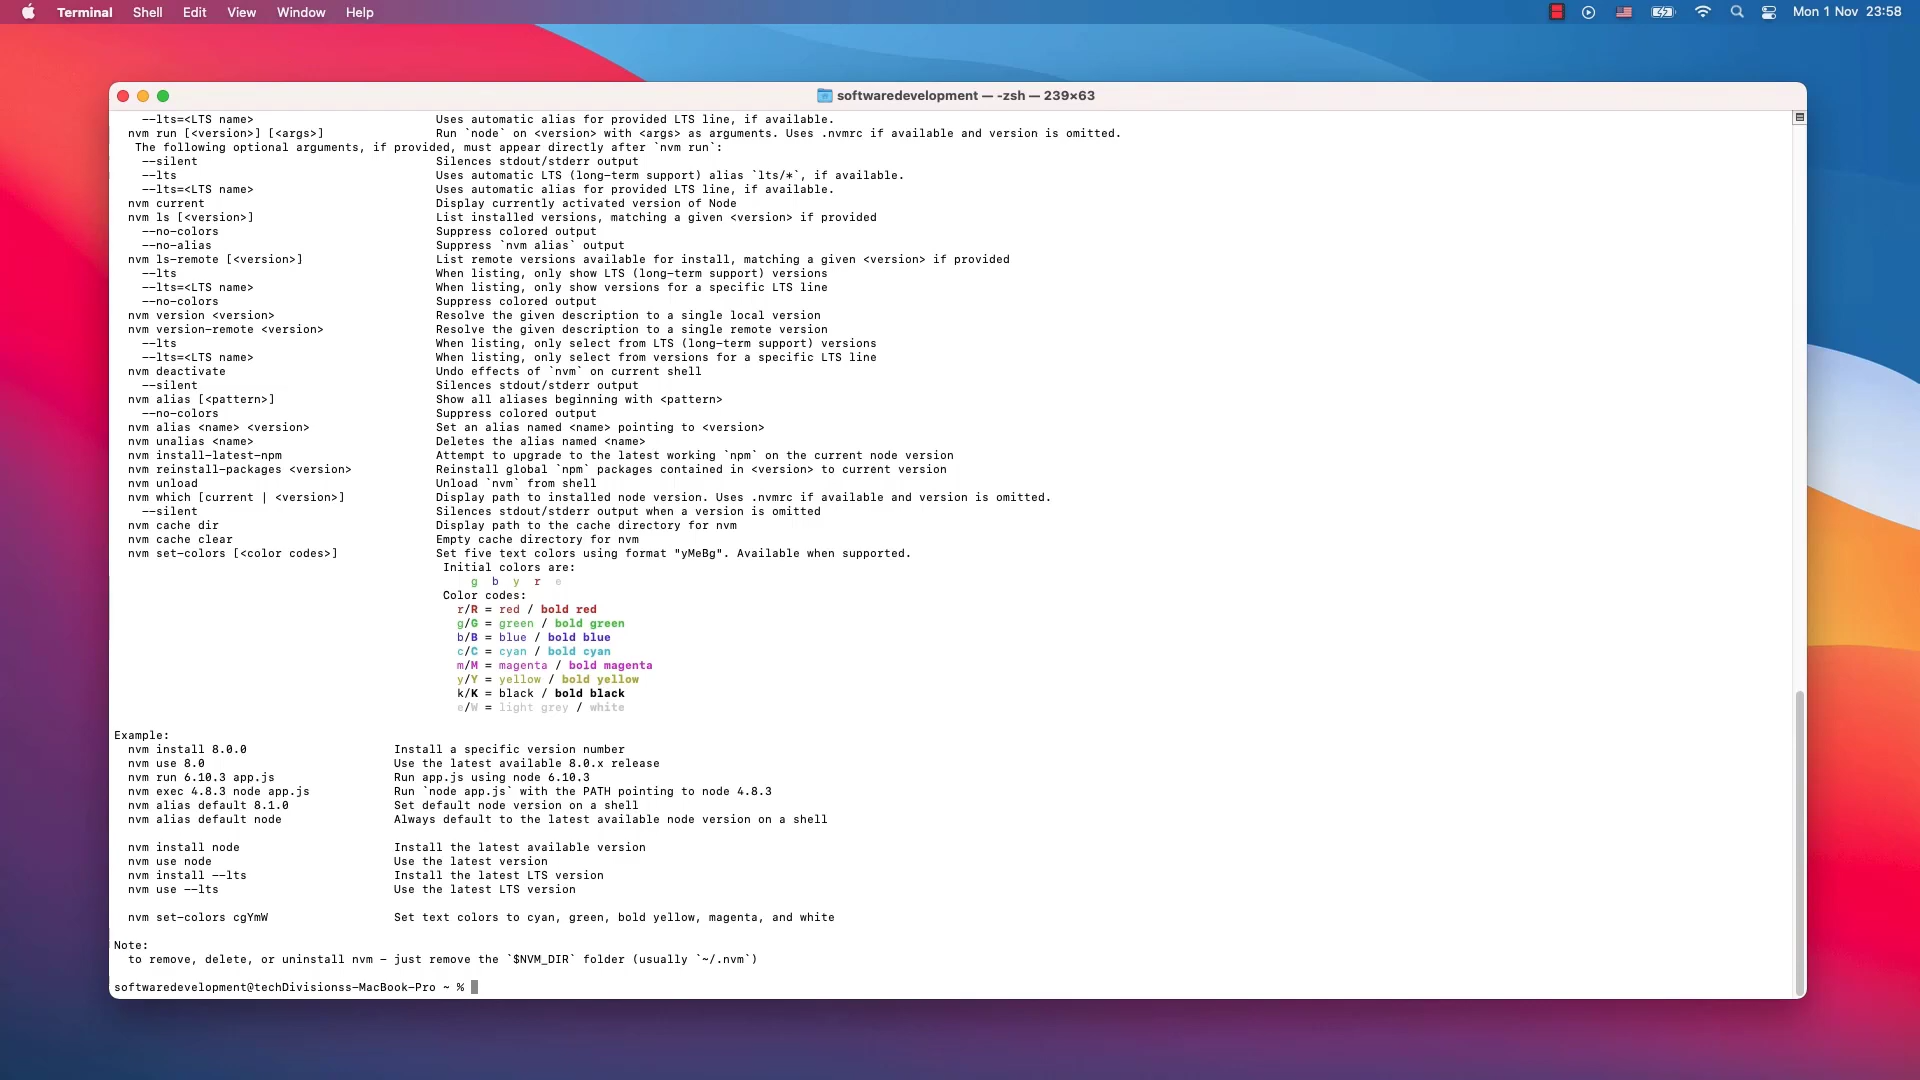 Terminal Shell Edit View Window Help Mon 1 Nov 23:58
softwaredevelopment — -zsh — 239×63
--lts=<LTS name> Uses automatic alias for provided LTS line, if available.
nvm run [<version>] [<args>] Run `node` on <version> with <args> as arguments. Uses .nvmrc if available and version is omitted.
The following optional arguments, if provided, must appear directly after `nvm run`:
--silent Silences stdout/stderr output
--lts Uses automatic LTS (long-term support) alias `lts/*`, if available.
--lts=<LTS name> Uses automatic alias for provided LTS line, if available.
nvm current Display currently activated version of Node
nvm ls [<version>] List installed versions, matching a given <version> if provided
--no-colors Suppress colored output
--no-alias Suppress `nvm alias` output
nvm ls-remote [<version>] List remote versions available for install, matching a given <version> if provided
--lts When listing, only show LTS (long-term support) versions
--lts=<LTS name> When listing, only show versions for a specific LTS line
--no-colors Suppress colored output
nvm version <version> Resolve the given description to a single local version
nvm version-remote <version> Resolve the given description to a single remote version
--lts When listing, only select from LTS (long-term support) versions
--lts=<LTS name> When listing, only select from versions for a specific LTS line
nvm deactivate Undo effects of `nvm` on current shell
--silent Silences stdout/stderr output
nvm alias [<pattern>] Show all aliases beginning with <pattern>
--no-colors Suppress colored output
nvm alias <name> <version> Set an alias named <name> pointing to <version>
nvm unalias <name> Deletes the alias named <name>
nvm install-latest-npm Attempt to upgrade to the latest working `npm` on the current node version
nvm reinstall-packages <version> Reinstall global `npm` packages contained in <version> to current version
nvm unload Unload `nvm` from shell
nvm which [current | <version>] Display path to installed node version. Uses .nvmrc if available and version is omitted.
--silent Silences stdout/stderr output when a version is omitted
nvm cache dir Display path to the cache directory for nvm
nvm cache clear Empty cache directory for nvm
nvm set-colors [<color codes>] Set five text colors using format "yMeBg". Available when supported.
Initial colors are:
g b y r e
Color codes:
r/R = red / bold red
g/G = green / bold green
b/B = blue / bold blue
c/C = cyan / bold cyan
m/M = magenta / bold magenta
y/Y = yellow / bold yellow
k/K = black / bold black
e/W = light grey / white
Example:
nvm install 8.0.0 Install a specific version number
nvm use 8.0 Use the latest available 8.0.x release
nvm run 6.10.3 app.js Run app.js using node 6.10.3
nvm exec 4.8.3 node app.js Run `node app.js` with the PATH pointing to node 4.8.3
nvm alias default 8.1.0 Set default node version on a shell
nvm alias default node Always default to the latest available node version on a shell
nvm install node Install the latest available version
nvm use node Use the latest version
nvm install --lts Install the latest LTS version
nvm use --lts Use the latest LTS version
nvm set-colors cgYmW Set text colors to cyan, green, bold yellow, magenta, and white
Note:
to remove, delete, or uninstall nvm - just remove the `$NVM_DIR` folder (usually `~/.nvm`)
softwaredevelopment@techDivisionss-MacBook-Pro ~ %